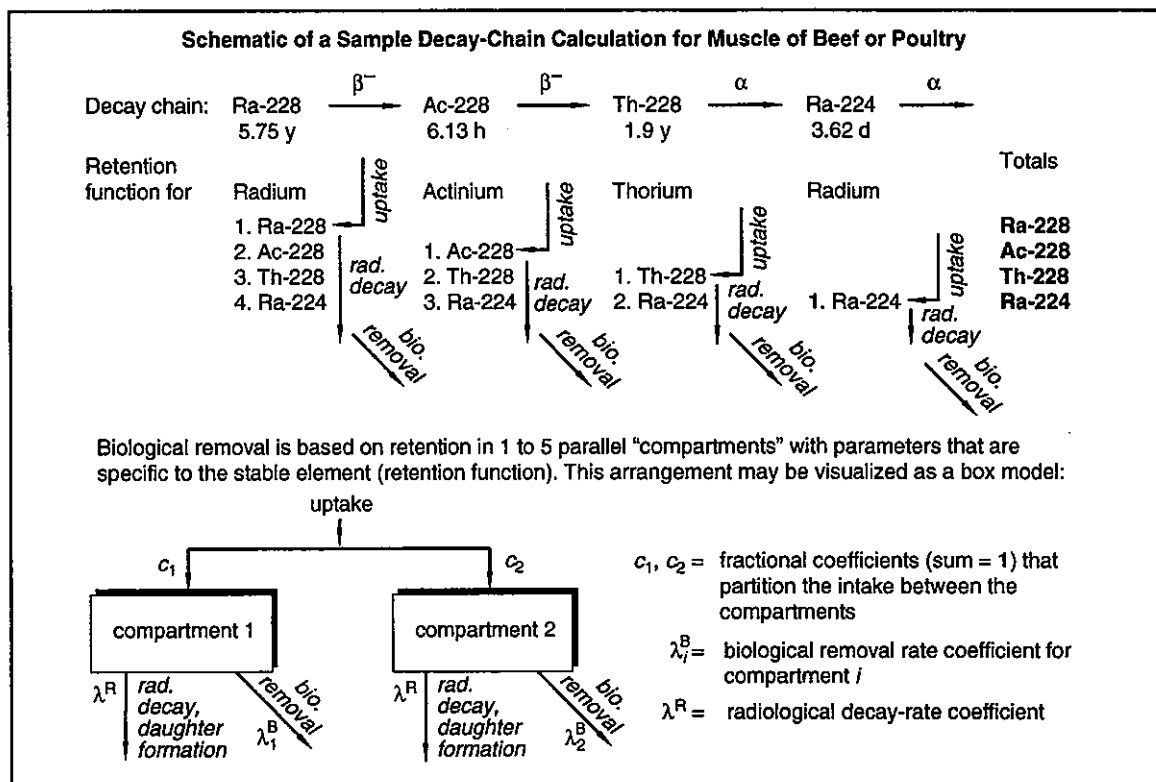 Schematic of a Sample Decay-Chain Calculation for Muscle of Beef or Poultry
Decay chain: Ra-228 β⁻ Ac-228 β⁻ Th-228 α Ra-224 α
5.75 y 6.13 h 1.9 y 3.62 d
Retention function for Radium Actinium Thorium Radium Totals
uptake
1. Ra-228
2. Ac-228
3. Th-228
4. Ra-224
rad. decay
bio. removal
uptake
1. Ac-228
2. Th-228
3. Ra-224
rad. decay
bio. removal
uptake
1. Th-228
2. Ra-224
rad. decay
bio. removal
uptake
1. Ra-224
rad. decay
bio. removal
Ra-228
Ac-228
Th-228
Ra-224
Biological removal is based on retention in 1 to 5 parallel “compartments” with parameters that are
specific to the stable element (retention function). This arrangement may be visualized as a box model:
uptake
c₁ c₂
compartment 1 compartment 2
λᴿ rad. decay, daughter formation λ₁ᴮ bio. removal
λᴿ rad. decay, daughter formation λ₂ᴮ bio. removal
c₁, c₂ = fractional coefficients (sum = 1) that
partition the intake between the
compartments
λᵢᴮ = biological removal rate coefficient for
compartment i
λᴿ = radiological decay-rate coefficient